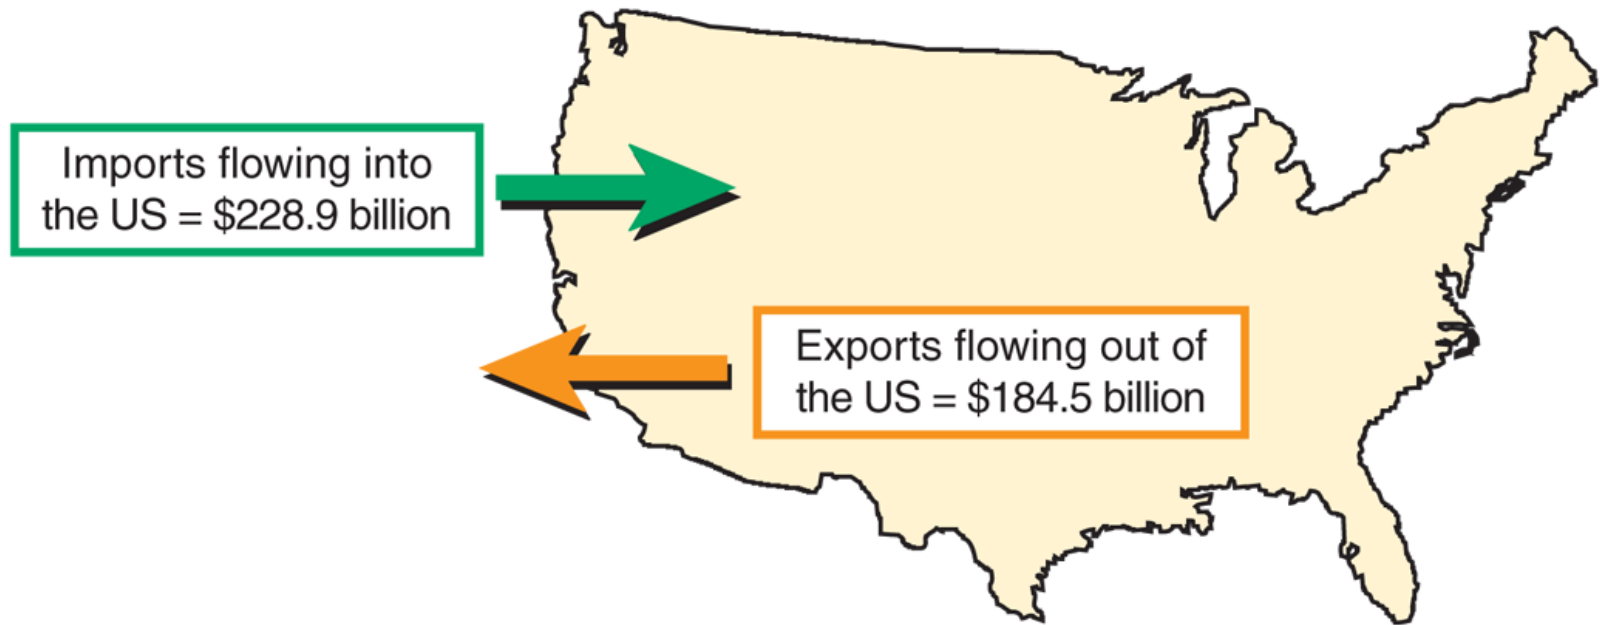 Imports flowing into
the US = $228.9 billion
Exports flowing out of
the US = $184.5 billion